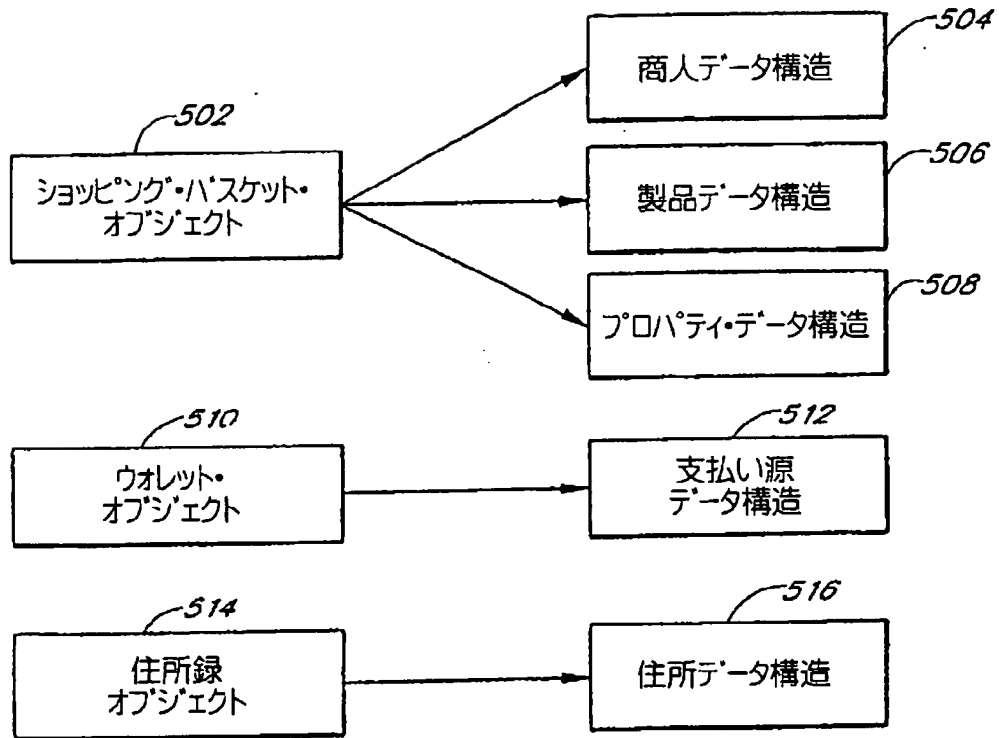 504
商人データ構造
502
ショッピング・バスケット・
オブジェクト
506
製品データ構造
508
プロパティ・データ構造
510
ウォレット・
オブジェクト
512
支払い源
データ構造
514
住所録
オブジェクト
516
住所データ構造